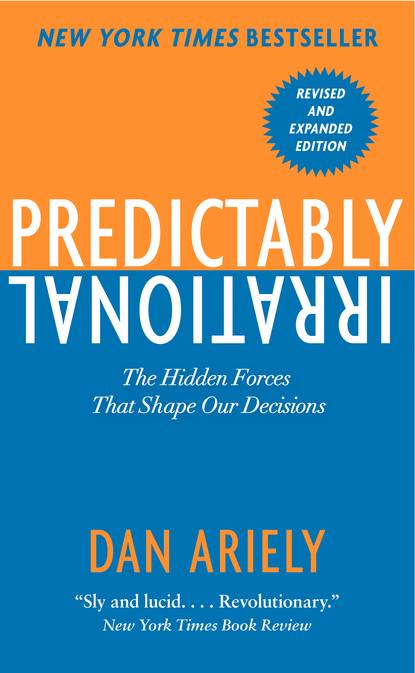 NEW YORK TIMES BESTSELLER
REVISED
AND
EXPANDED
EDITION
PREDICTABLY
IRRATIONAL
The Hidden Forces
That Shape Our Decisions
DAN ARIELY
“Sly and lucid. . . . Revolutionary.”
New York Times Book Review